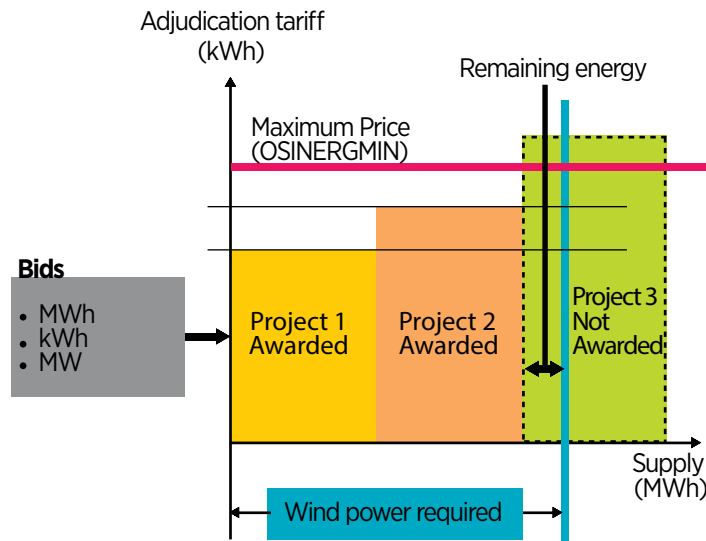 Adjudication tariff
(kWh)
Remaining energy
Maximum Price
(OSINERGMIN)
Bids
• MWh
• kWh
• MW
Project 1
Awarded
Project 2
Awarded
Project 3
Not
Awarded
Supply
(MWh)
Wind power required